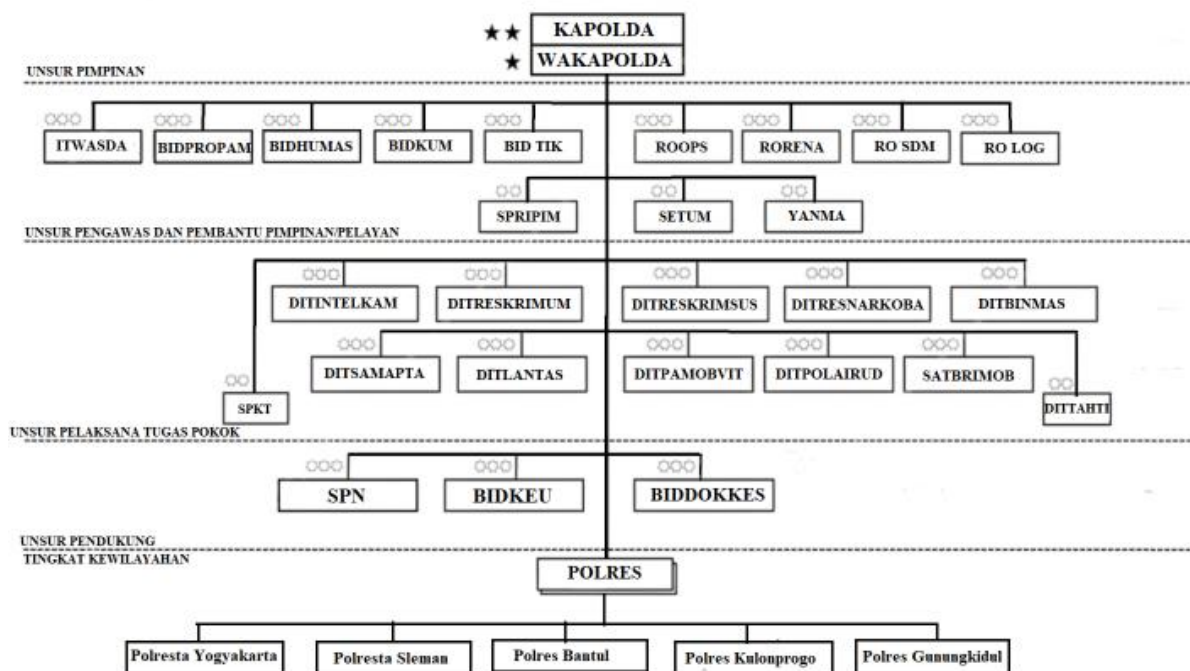 KAPOLDA
WAKAPOLDA
UNSUR PIMPINAN
ITWASDA
BIDPROPAM
BIDHUMAS
BIDKUM
BID TIK
ROOPS
RORENA
RO SDM
RO LOG
SPRIPIM
SETUM
YANMA
UNSUR PENGAWAS DAN PEMBANTU PIMPINAN/PELAYAN
DITINTELKAM
DITRESKRIMUM
DITRESKRIMSUS
DITRESNARKOBA
DITBINMAS
DITSAMAPTA
DITLANTAS
DITPAMOBVIT
DITPOLAIRUD
SATBRIMOB
SPKT
DITTAHTI
UNSUR PELAKSANA TUGAS POKOK
SPN
BIDKEU
BIDDOKKES
UNSUR PENDUKUNG
TINGKAT KEWILAYAHAN
POLRES
Polresta Yogyakarta
Polresta Sleman
Polres Bantul
Polres Kulonprogo
Polres Gunungkidul